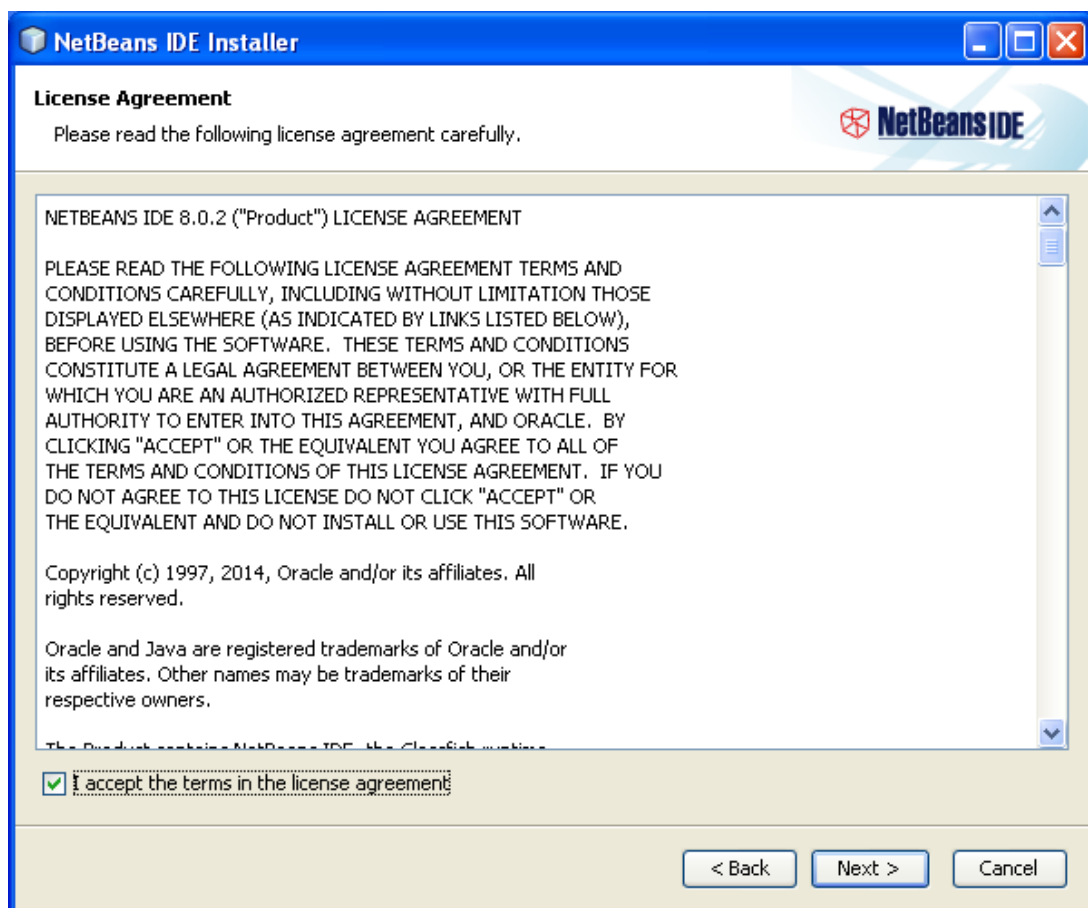 NetBeans IDE Installer
License Agreement
Please read the following license agreement carefully.
NetBeans IDE
NETBEANS IDE 8.0.2 ("Product") LICENSE AGREEMENT
PLEASE READ THE FOLLOWING LICENSE AGREEMENT TERMS AND
CONDITIONS CAREFULLY, INCLUDING WITHOUT LIMITATION THOSE
DISPLAYED ELSEWHERE (AS INDICATED BY LINKS LISTED BELOW),
BEFORE USING THE SOFTWARE.  THESE TERMS AND CONDITIONS
CONSTITUTE A LEGAL AGREEMENT BETWEEN YOU, OR THE ENTITY FOR
WHICH YOU ARE AN AUTHORIZED REPRESENTATIVE WITH FULL
AUTHORITY TO ENTER INTO THIS AGREEMENT, AND ORACLE.  BY
CLICKING "ACCEPT" OR THE EQUIVALENT YOU AGREE TO ALL OF
THE TERMS AND CONDITIONS OF THIS LICENSE AGREEMENT.  IF YOU
DO NOT AGREE TO THIS LICENSE DO NOT CLICK "ACCEPT" OR
THE EQUIVALENT AND DO NOT INSTALL OR USE THIS SOFTWARE.
Copyright (c) 1997, 2014, Oracle and/or its affiliates. All
rights reserved.
Oracle and Java are registered trademarks of Oracle and/or
its affiliates. Other names may be trademarks of their
respective owners.
The Product contains NetBeans IDE, the Glassfish runtime
I accept the terms in the license agreement
< Back
Next >
Cancel